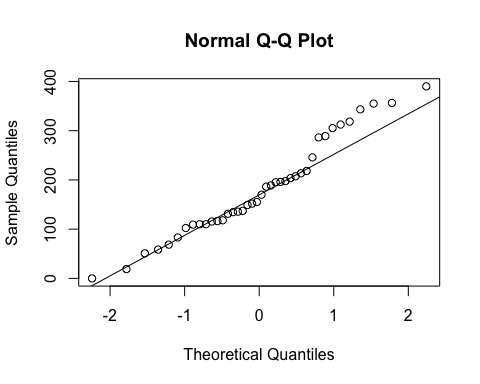 Normal Q-Q Plot
Sample Quantiles
400
300
200
100
0
-2 -1 0 1 2
Theoretical Quantiles